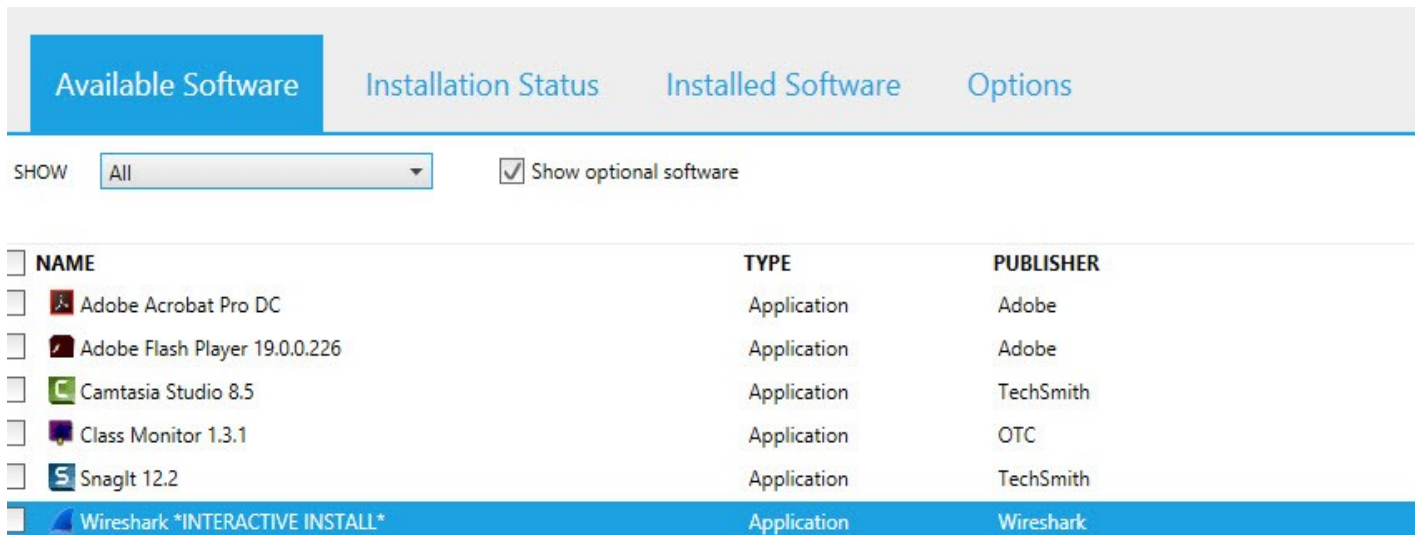 Available Software Installation Status Installed Software Options
SHOW All Show optional software
NAME TYPE PUBLISHER
Adobe Acrobat Pro DC Application Adobe
Adobe Flash Player 19.0.0.226 Application Adobe
Camtasia Studio 8.5 Application TechSmith
Class Monitor 1.3.1 Application OTC
SnagIt 12.2 Application TechSmith
Wireshark *INTERACTIVE INSTALL* Application Wireshark